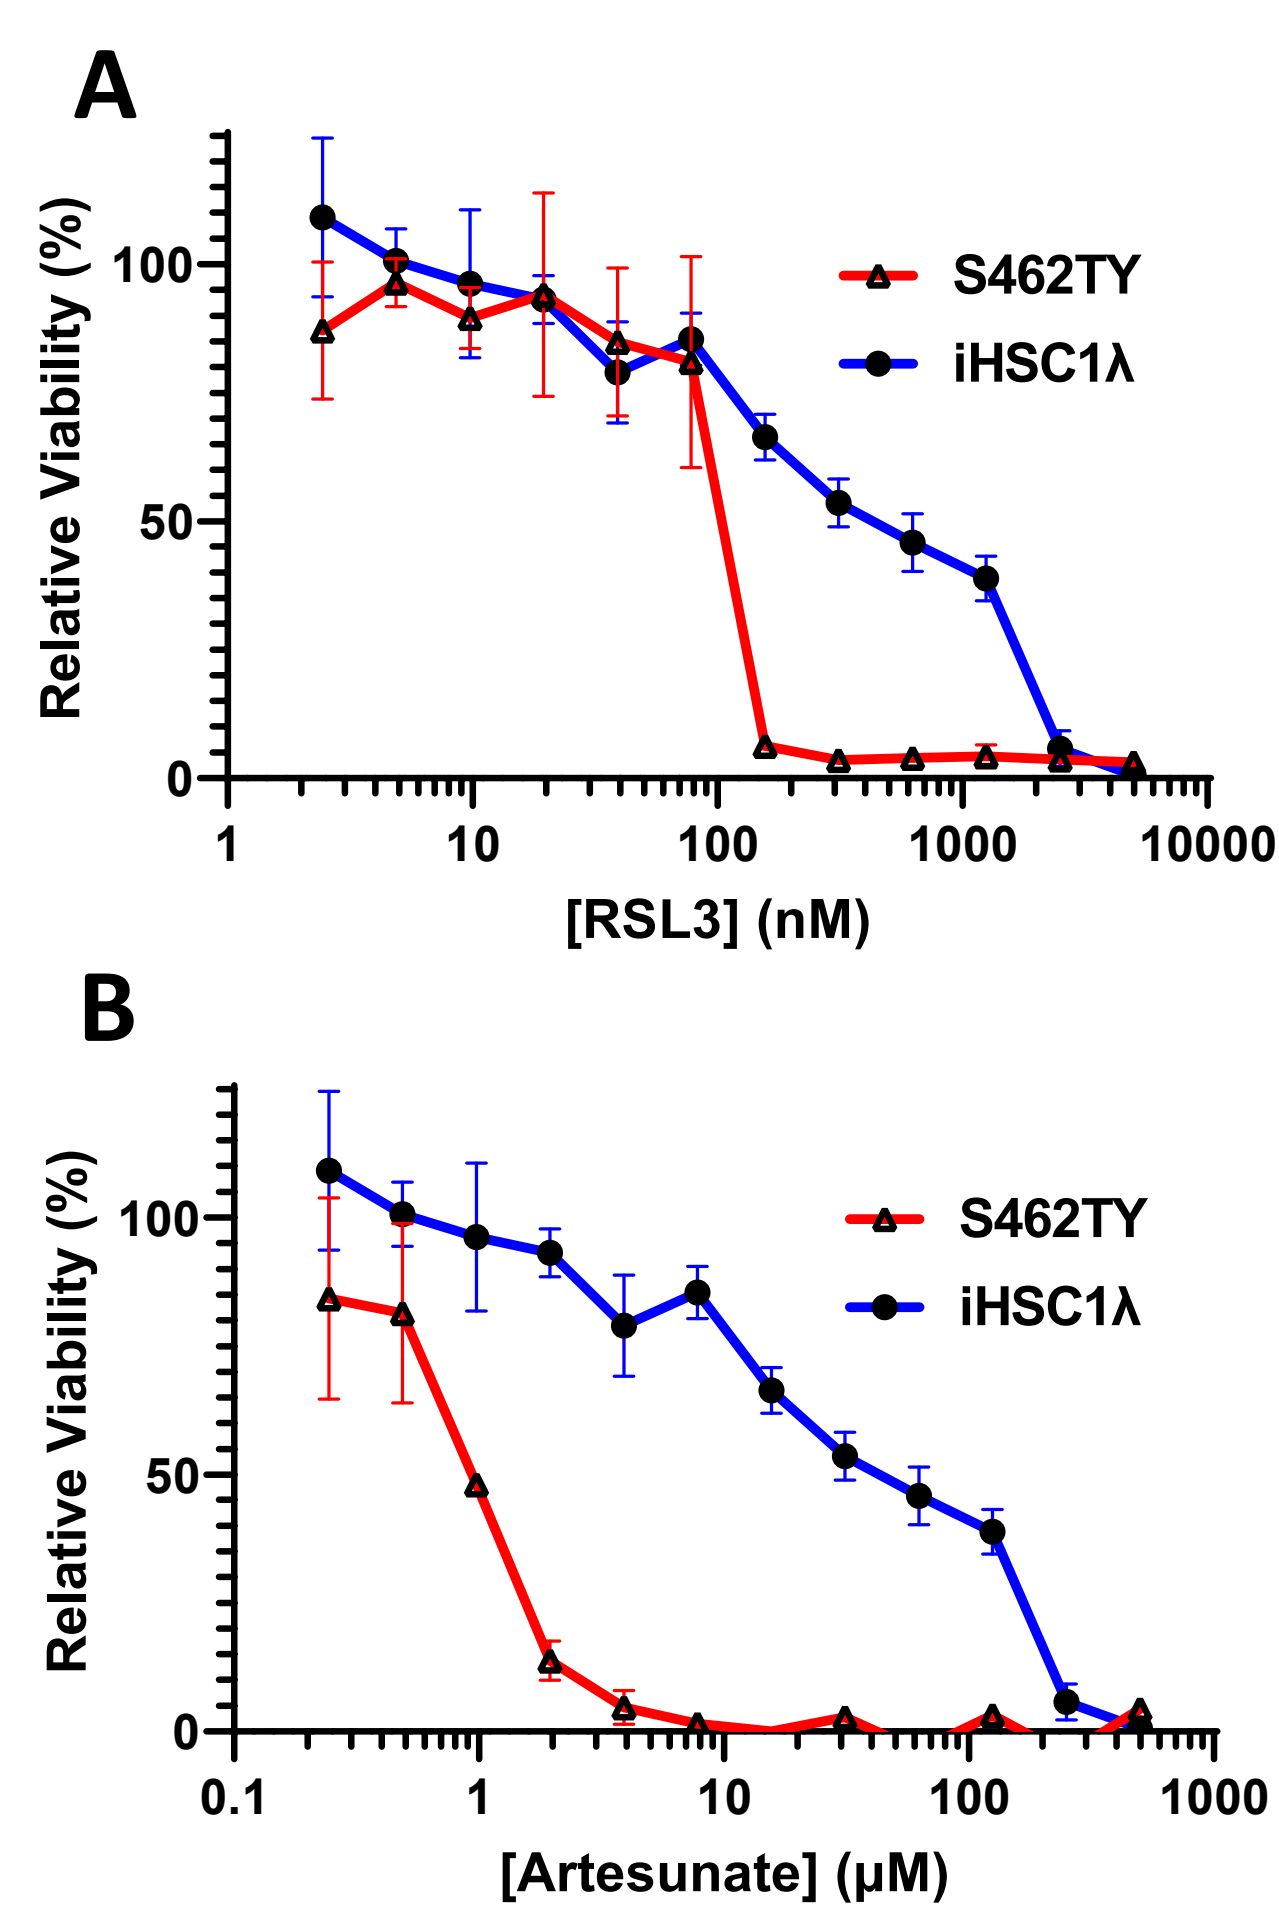 A
Relative Viability (%)
100
50
0
S462TY
iHSC1λ
1 10 100 1000 10000
[RSL3] (nM)
B
Relative Viability (%)
100
50
0
S462TY
iHSC1λ
0.1 1 10 100 1000
[Artesunate] (µM)